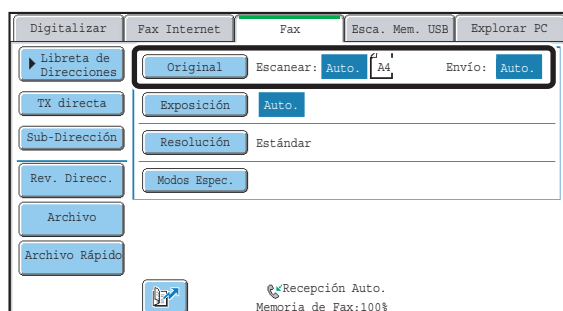 Digitalizar Fax Internet Fax Esca. Mem. USB Explorar PC
Libreta de
Direcciones
Original Escanear: Auto. A4 Envío: Auto.
TX directa Exposición Auto.
Sub-Dirección Resolución Estándar
Rev. Direcc. Modos Espec.
Archivo
Archivo Rápido
Recepción Auto.
Memoria de Fax:100%